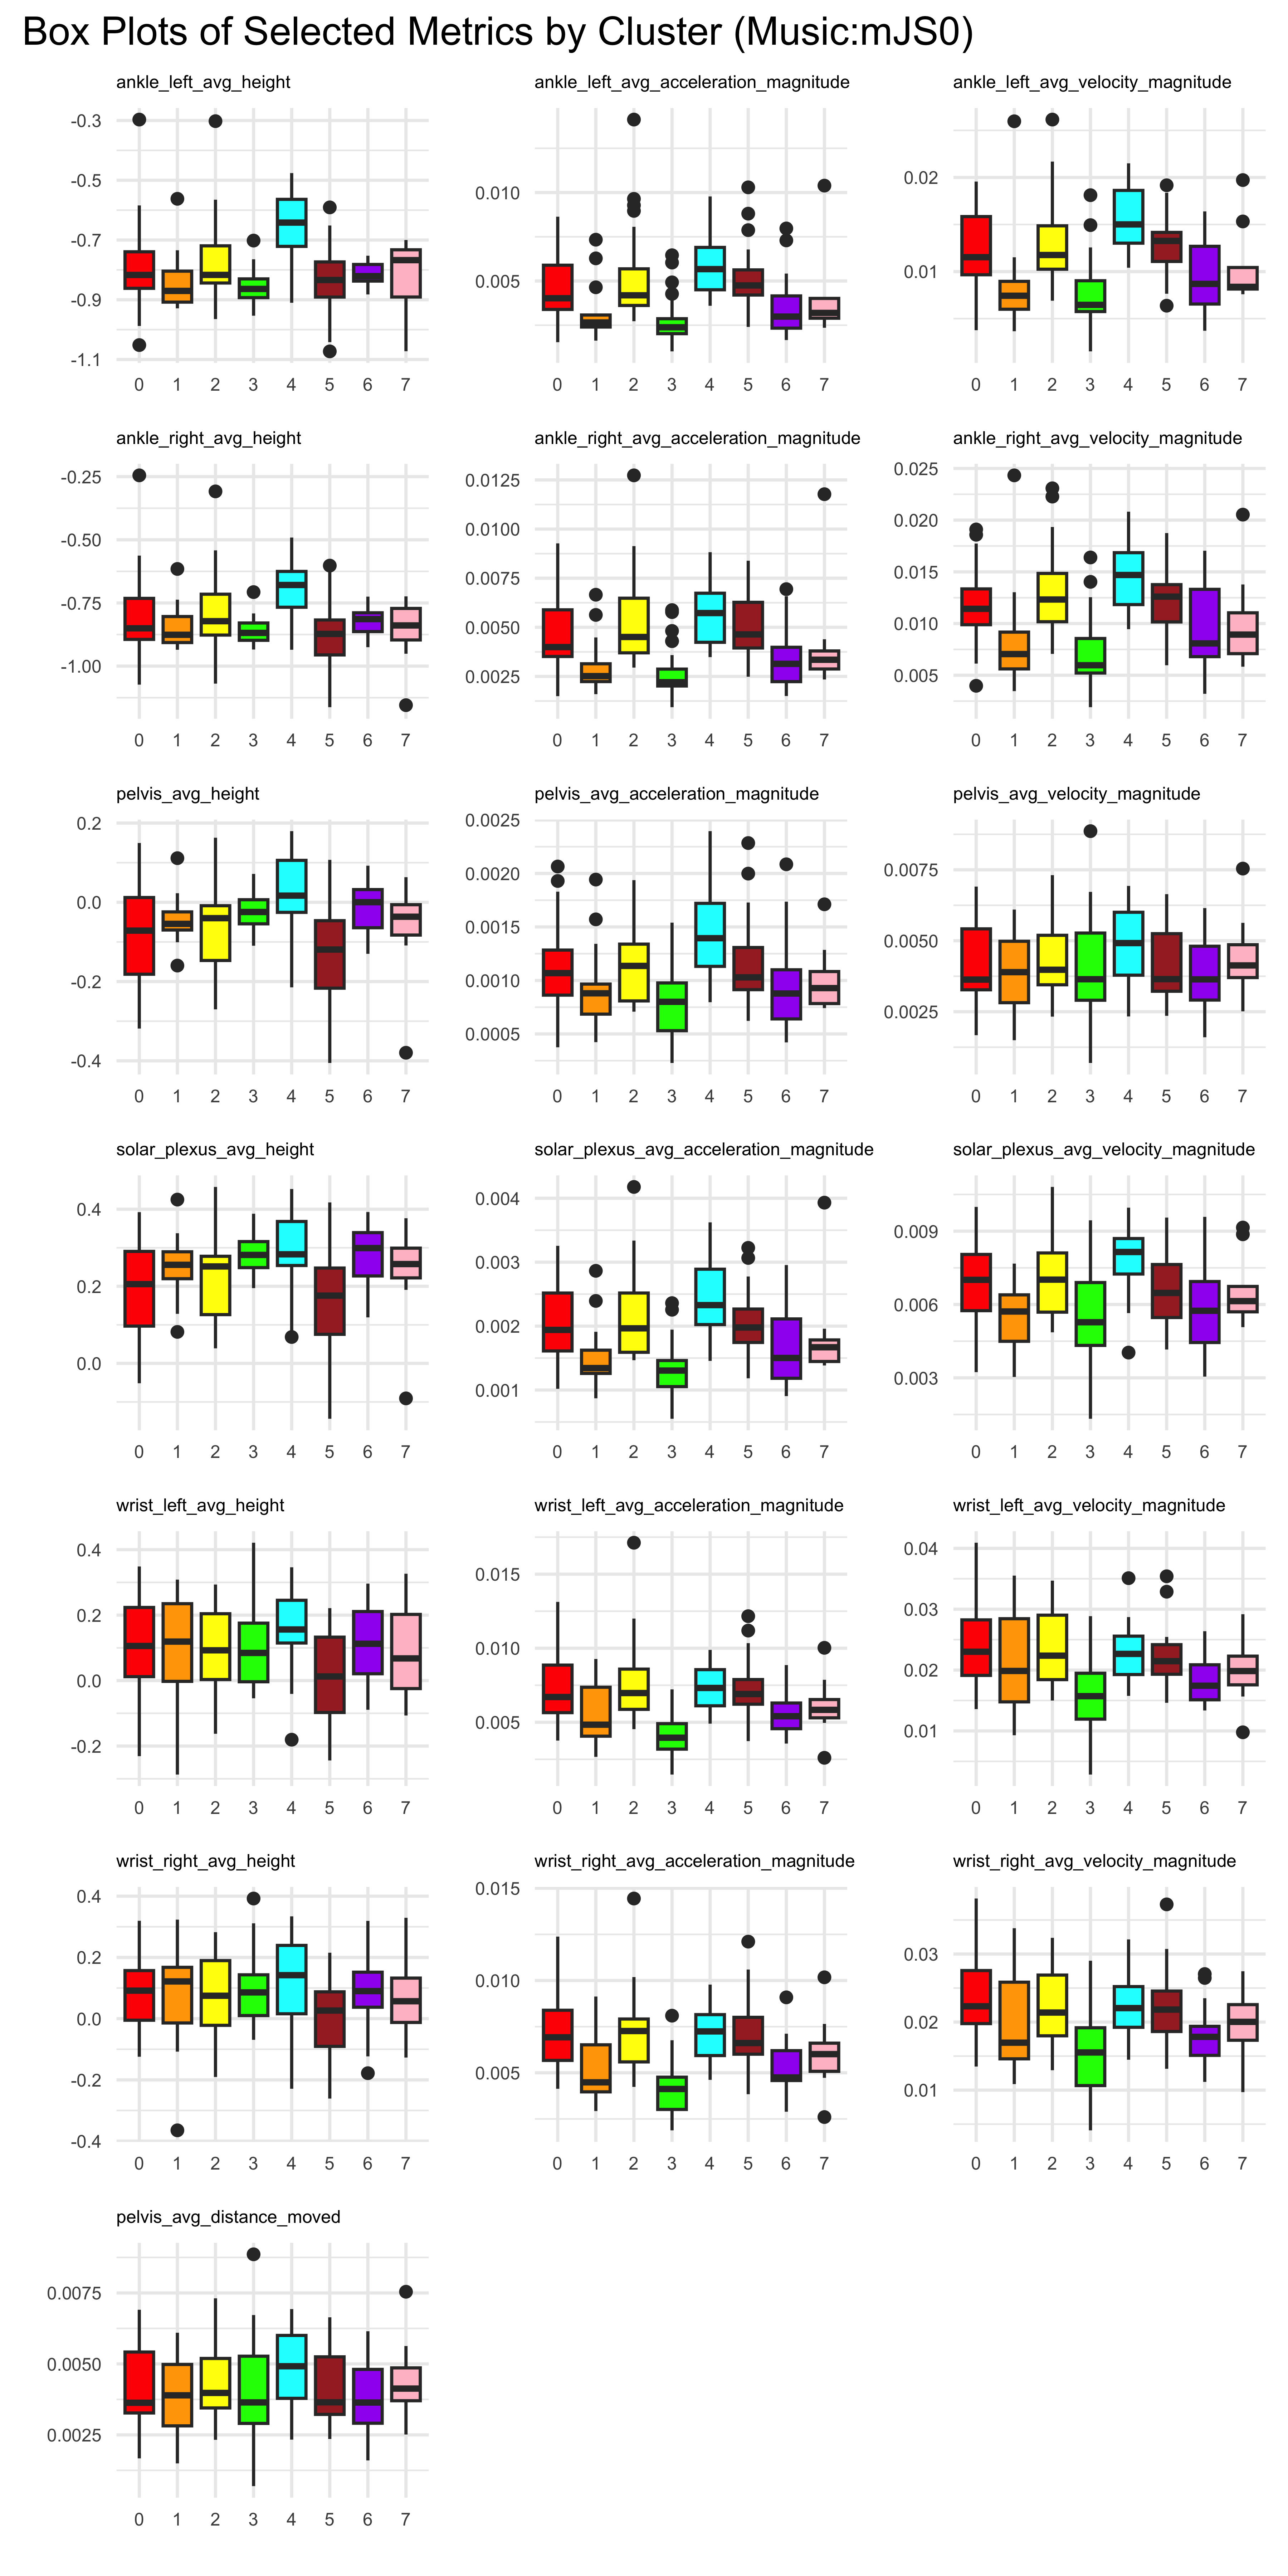 Box Plots of Selected Metrics by Cluster (Music:mJS0)
ankle_left_avg_height
-0.3
-0.5
-0.7
-0.9
-1.1
0 1 2 3 4 5 6 7
ankle_left_avg_acceleration_magnitude
0.010
0.005
0 1 2 3 4 5 6 7
ankle_left_avg_velocity_magnitude
0.02
0.01
0 1 2 3 4 5 6 7
ankle_right_avg_height
-0.25
-0.50
-0.75
-1.00
0 1 2 3 4 5 6 7
ankle_right_avg_acceleration_magnitude
0.0125
0.0100
0.0075
0.0050
0.0025
0 1 2 3 4 5 6 7
ankle_right_avg_velocity_magnitude
0.025
0.020
0.015
0.010
0.005
0 1 2 3 4 5 6 7
pelvis_avg_height
0.2
0.0
-0.2
-0.4
0 1 2 3 4 5 6 7
pelvis_avg_acceleration_magnitude
0.0025
0.0020
0.0015
0.0010
0.0005
0 1 2 3 4 5 6 7
pelvis_avg_velocity_magnitude
0.0075
0.0050
0.0025
0 1 2 3 4 5 6 7
solar_plexus_avg_height
0.4
0.2
0.0
0 1 2 3 4 5 6 7
solar_plexus_avg_acceleration_magnitude
0.004
0.003
0.002
0.001
0 1 2 3 4 5 6 7
solar_plexus_avg_velocity_magnitude
0.009
0.006
0.003
0 1 2 3 4 5 6 7
wrist_left_avg_height
0.4
0.2
0.0
-0.2
0 1 2 3 4 5 6 7
wrist_left_avg_acceleration_magnitude
0.015
0.010
0.005
0 1 2 3 4 5 6 7
wrist_left_avg_velocity_magnitude
0.04
0.03
0.02
0.01
0 1 2 3 4 5 6 7
wrist_right_avg_height
0.4
0.2
0.0
-0.2
-0.4
0 1 2 3 4 5 6 7
wrist_right_avg_acceleration_magnitude
0.015
0.010
0.005
0 1 2 3 4 5 6 7
wrist_right_avg_velocity_magnitude
0.03
0.02
0.01
0 1 2 3 4 5 6 7
pelvis_avg_distance_moved
0.0075
0.0050
0.0025
0 1 2 3 4 5 6 7